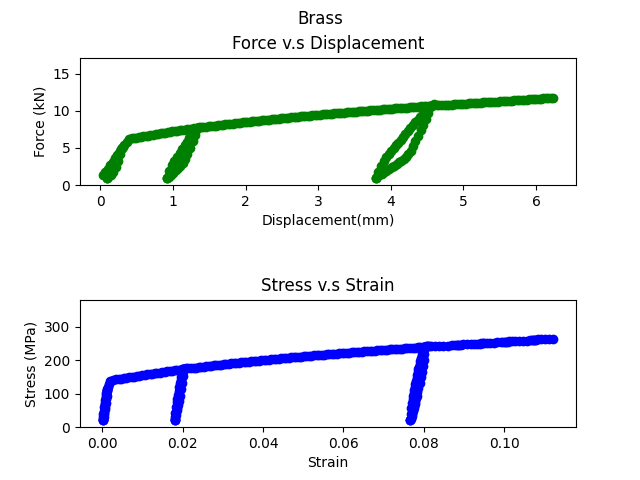 Brass
Force v.s Displacement
15
10
5
0
Force (kN)
0 1 2 3 4 5 6
Displacement(mm)
Stress v.s Strain
300
200
100
0
Stress (MPa)
0.00 0.02 0.04 0.06 0.08 0.10
Strain